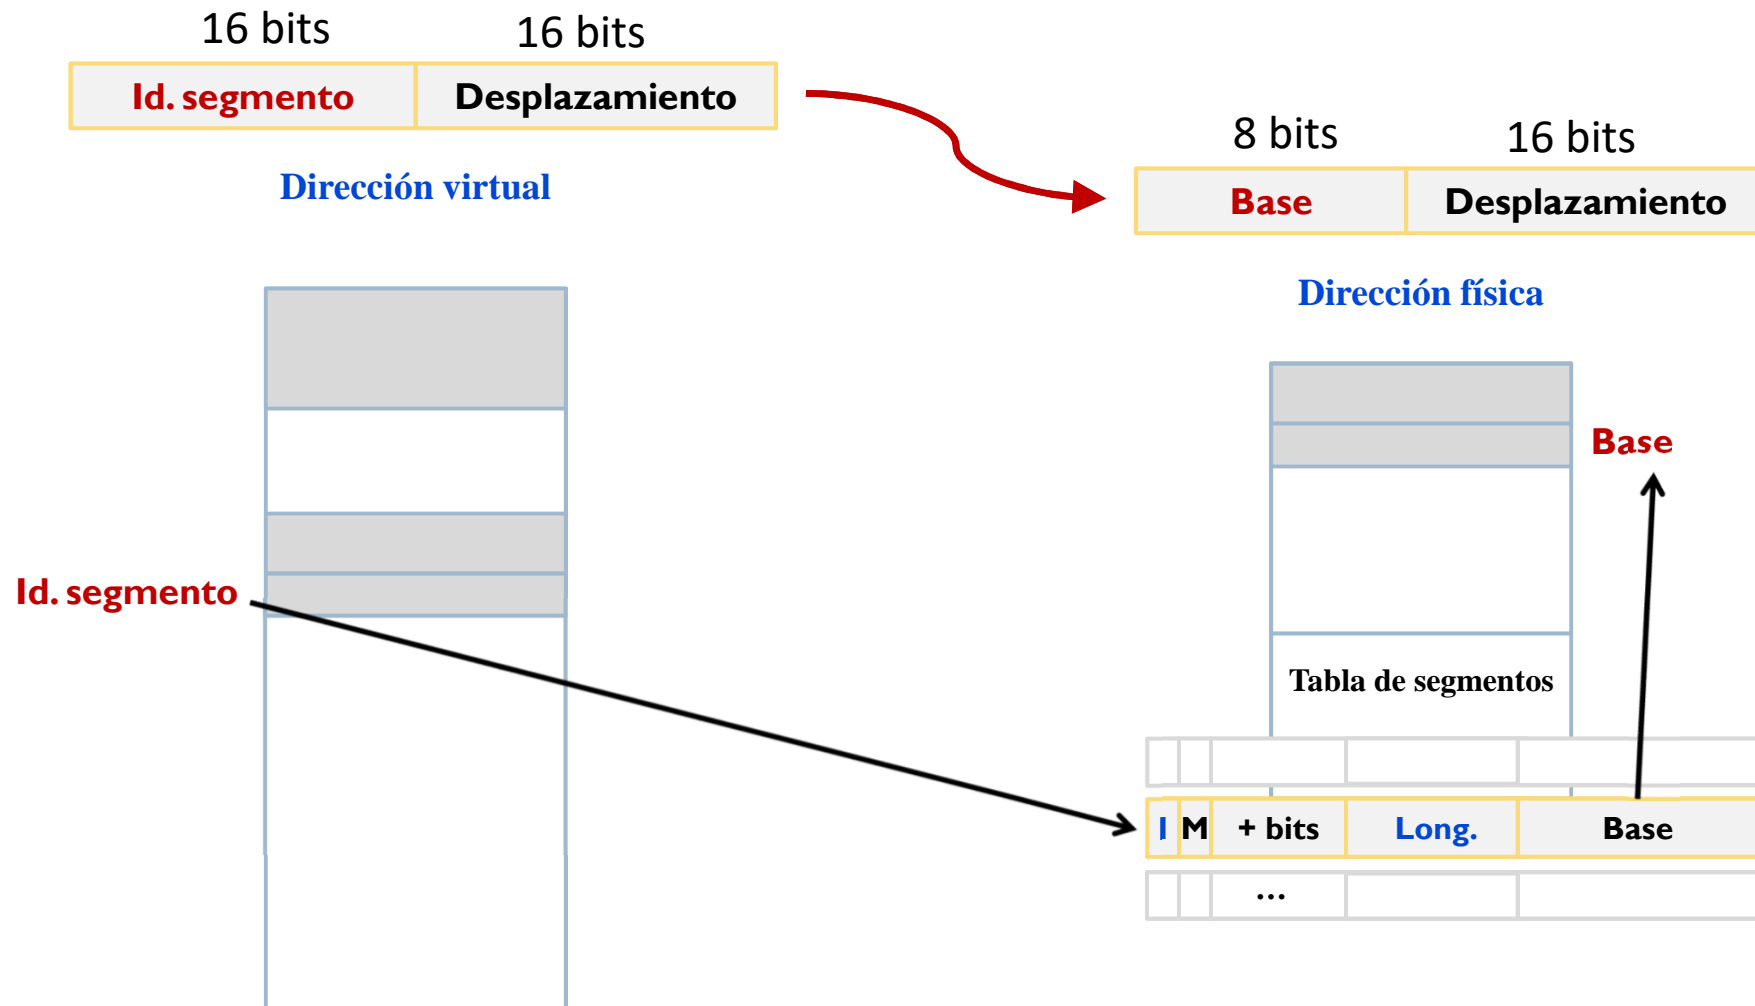 16 bits
16 bits
Id. segmento
Desplazamiento
Dirección virtual
8 bits
16 bits
Base
Desplazamiento
Dirección física
Base
Id. segmento
Tabla de segmentos
1 M + bits Long. Base
...